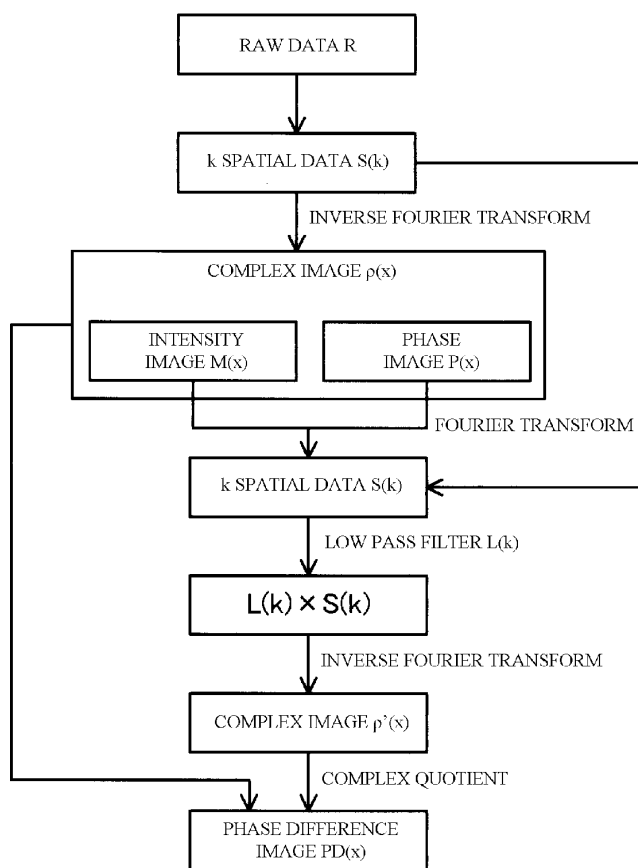 RAW DATA R
k SPATIAL DATA S(k)
INVERSE FOURIER TRANSFORM
COMPLEX IMAGE ρ(x)
INTENSITY
IMAGE M(x)
PHASE
IMAGE P(x)
FOURIER TRANSFORM
k SPATIAL DATA S(k)
LOW PASS FILTER L(k)
L(k) × S(k)
INVERSE FOURIER TRANSFORM
COMPLEX IMAGE ρ’(x)
COMPLEX QUOTIENT
PHASE DIFFERENCE
IMAGE PD(x)